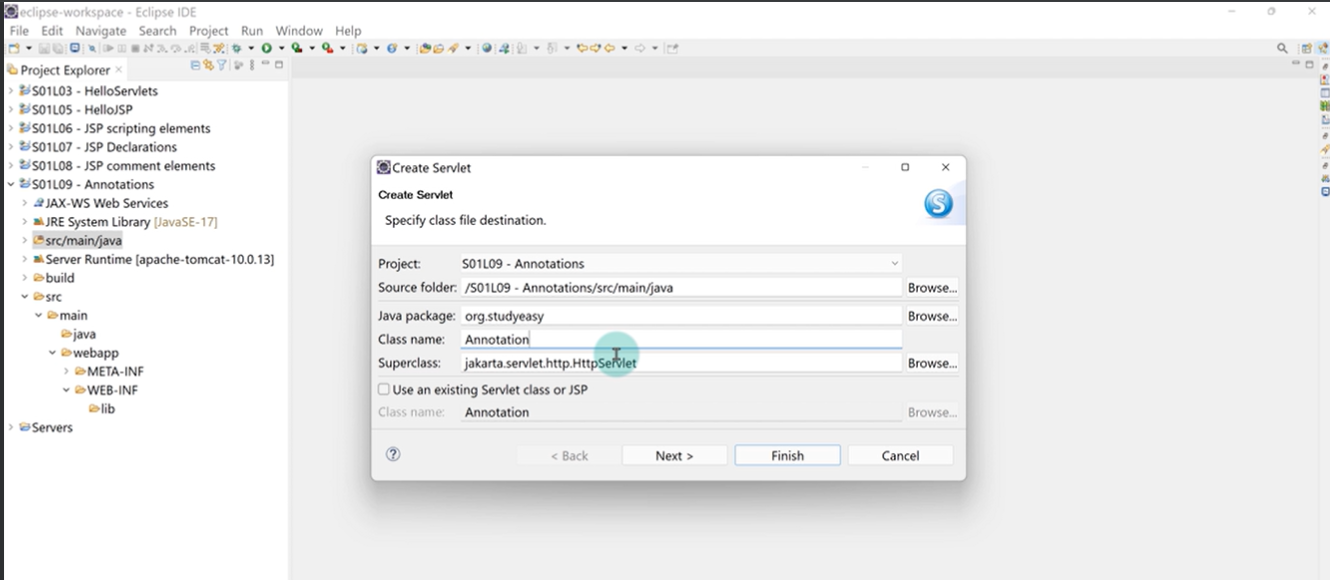 eclipse-workspace - Eclipse IDE
File Edit Navigate Search Project Run Window Help
Project Explorer
S01L03 - HelloServlets
S01L05 - HelloJSP
S01L06 - JSP scripting elements
S01L07 - JSP Declarations
S01L08 - JSP comment elements
S01L09 - Annotations
JAX-WS Web Services
JRE System Library [JavaSE-17]
src/main/java
Server Runtime [apache-tomcat-10.0.13]
build
src
main
java
webapp
META-INF
WEB-INF
lib
Servers
Create Servlet
Create Servlet
Specify class file destination.
S
Project: S01L09 - Annotations
Source folder: /S01L09 - Annotations/src/main/java Browse...
Java package: org.studyeasy Browse...
Class name: Annotation
Superclass: jakarta.servlet.http.HttpServlet Browse...
Use an existing Servlet class or JSP
Class name: Annotation Browse...
? < Back Next > Finish Cancel